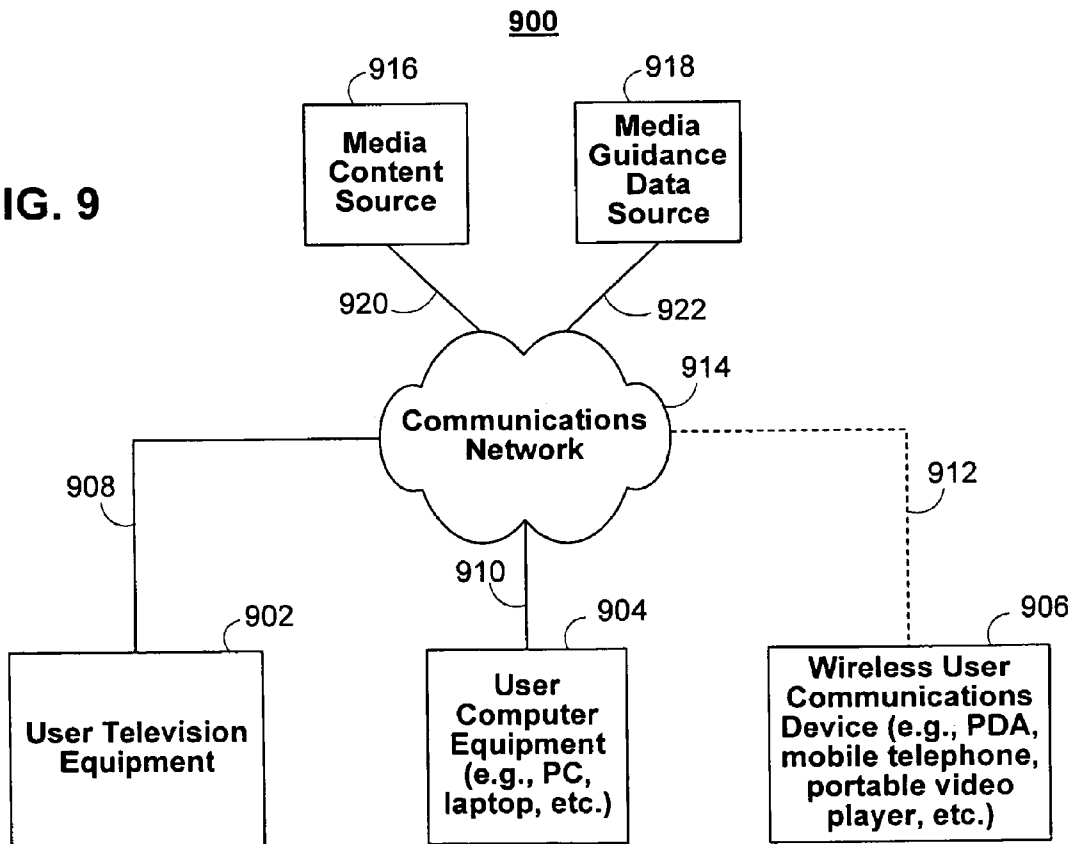 900
916
918
Media
Content
Source
Media
Guidance
Data
Source
IG. 9
920
922
914
Communications
Network
908
912
910
902
904
906
User Television
Equipment
User
Computer
Equipment
(e.g., PC,
laptop, etc.)
Wireless User
Communications
Device (e.g., PDA,
mobile telephone,
portable video
player, etc.)